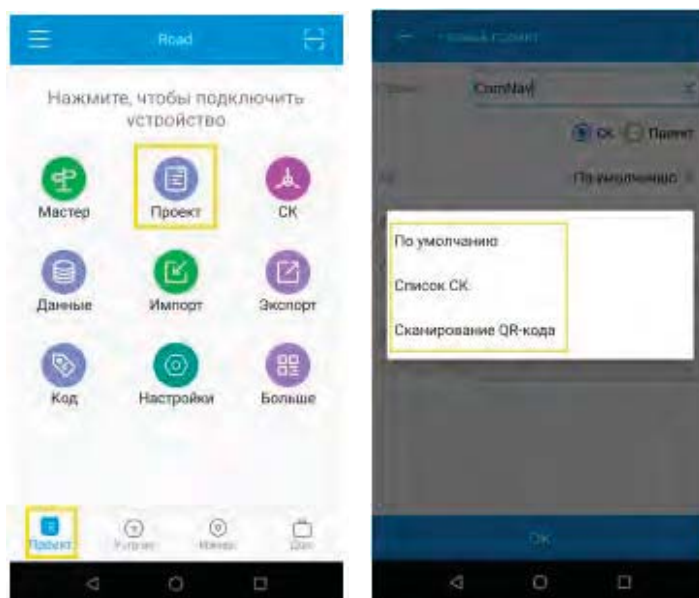 Road
Нажмите, чтобы подключить
устройство
Мастер
Проект
СК
Данные
Импорт
Экспорт
Код
Настройки
Больше
Проект
ComNav
СК
Проект
По умолчанию
По умолчанию
Список СК
Сканирование QR-кода
OK